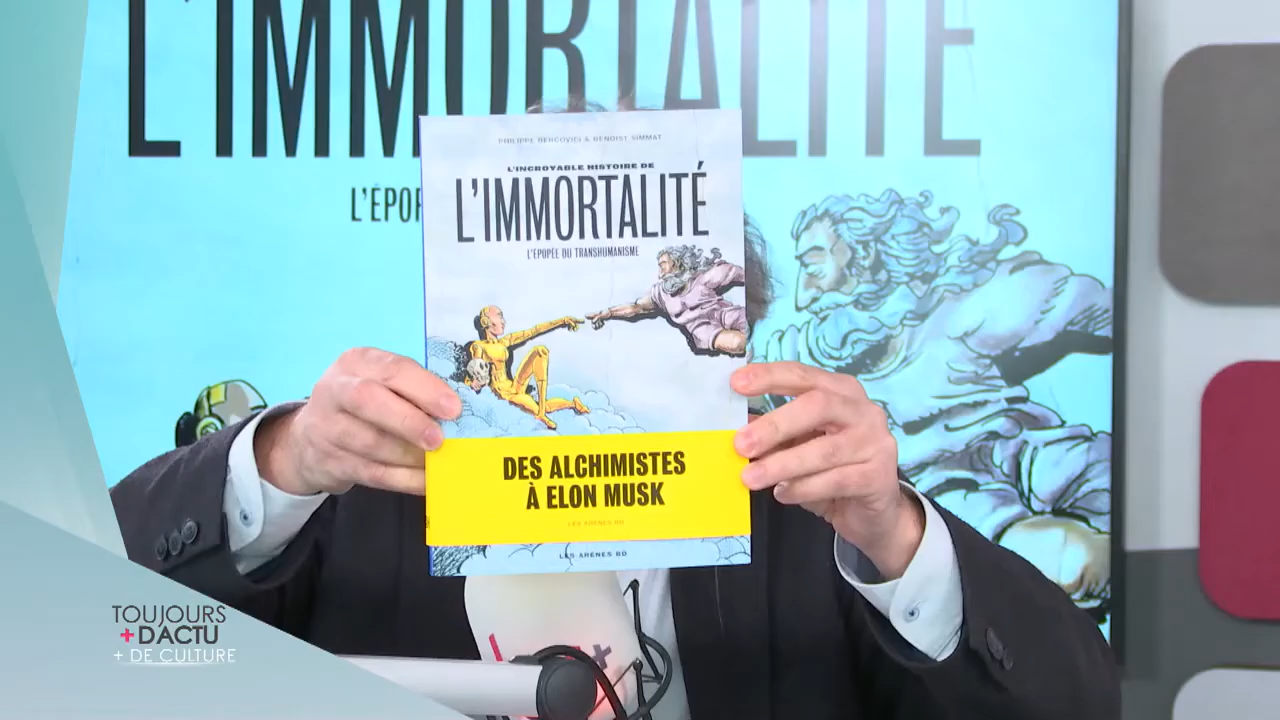 L'IMMORTALITÉ
L'ÉPOP
PHILIPPE BERCOVICI & BENOIST SIMMAT
L'INCROYABLE HISTOIRE DE
L'IMMORTALITÉ
L'ÉPOPÉE DU TRANSHUMANISME
DES ALCHIMISTES
À ELON MUSK
LES ARÈNES BD
LES ARÈNES BD
TOUJOURS
+ D'ACTU
+ DE CULTURE